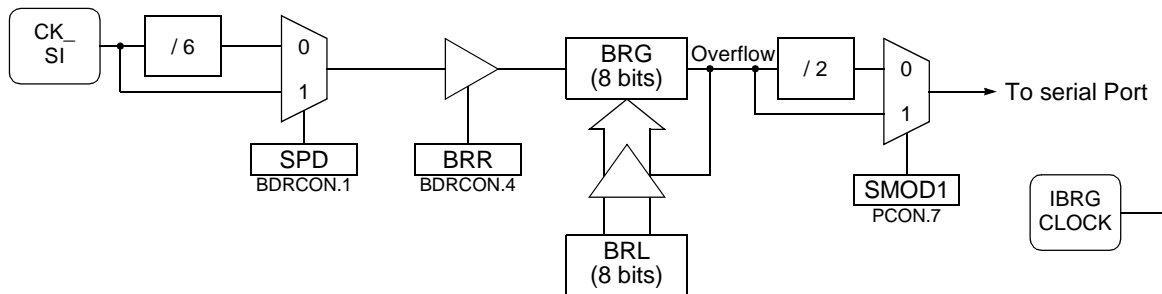 CK_
SI
/ 6
0
1
SPD
BDRCON.1
BRR
BDRCON.4
BRG
(8 bits)
Overflow
BRL
(8 bits)
/ 2
0
1
To serial Port
SMOD1
PCON.7
IBRG
CLOCK